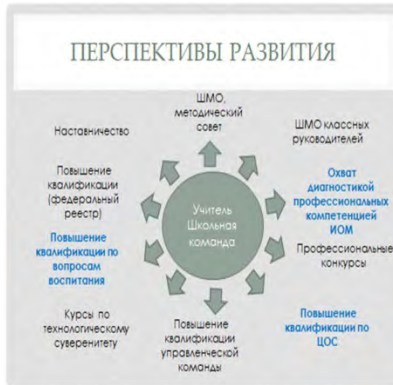 ПЕРСПЕКТИВЫ РАЗВИТИЯ
ШМО,
методический
совет
ШМО классных
руководителей
Охват
диагностикой
профессиональных
компетенцией
ИОМ
Профессиональные
конкурсы
Повышение
квалификации по
ЦОС
Повышение
квалификации
управленческой
команды
Курсы по
технологическому
суверенитету
Повышение
квалификации по
вопросам
воспитания
Повышение
квалификации
(федеральный
реестр)
Наставничество
Учитель
Школьная
команда